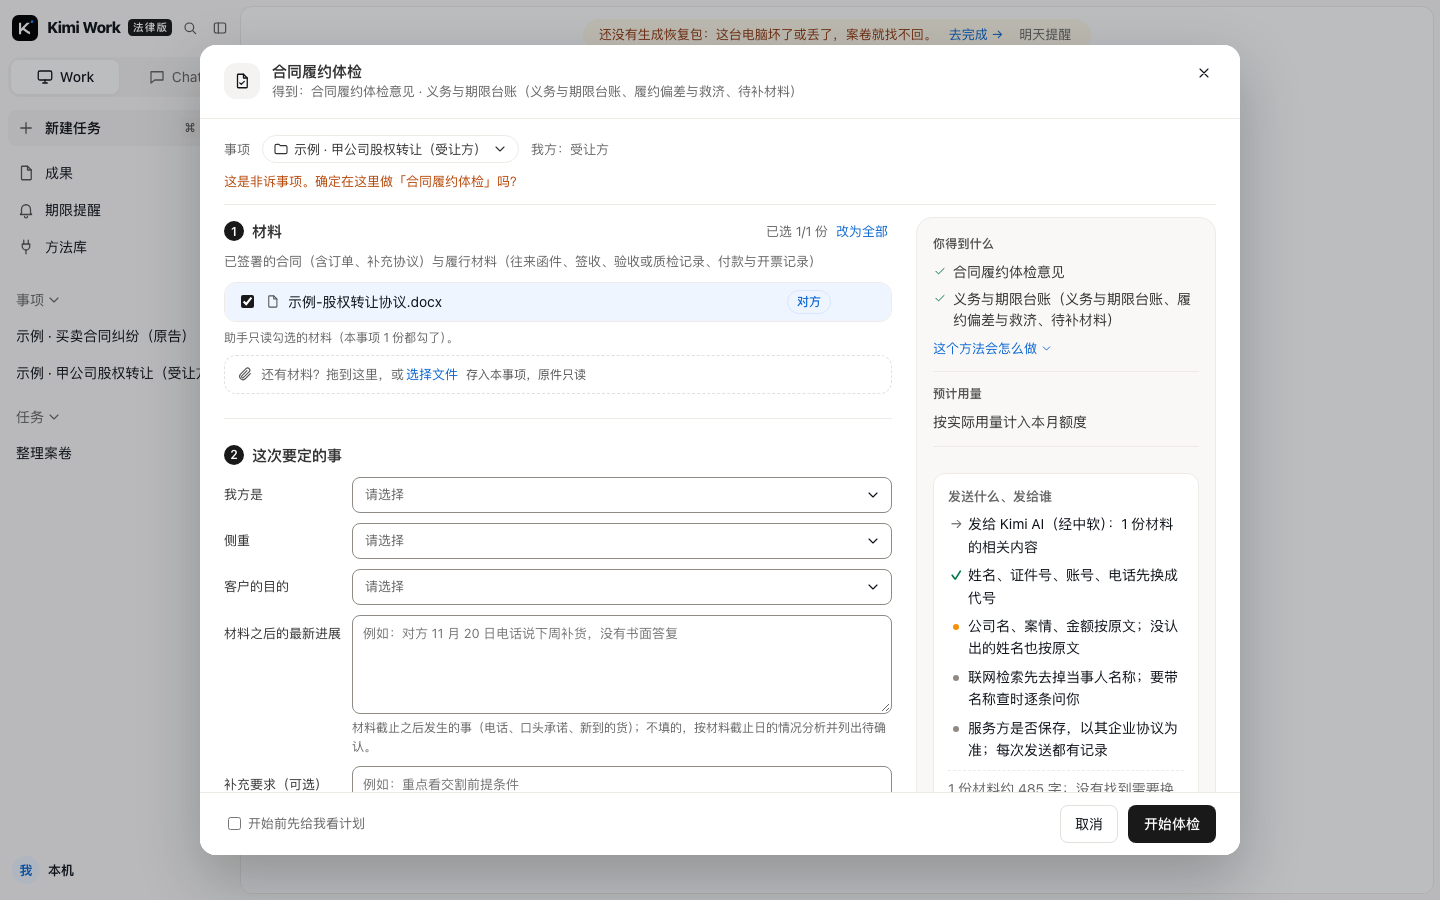 Kimi Work 法律版
还没有生成恢复包：这台电脑坏了或丢了，案卷就找不回。 去完成 → 明天提醒
Work
Chat
新建任务 ⌘
成果
期限提醒
方法库
事项
示例 · 买卖合同纠纷（原告）
示例 · 甲公司股权转让（受让方
任务
整理案卷
我 本机
合同履约体检
得到：合同履约体检意见 · 义务与期限台账（义务与期限台账、履约偏差与救济、待补材料）
事项 示例 · 甲公司股权转让（受让方） 我方：受让方
这是非诉事项。确定在这里做「合同履约体检」吗？
1 材料 已选 1/1 份 改为全部
已签署的合同（含订单、补充协议）与履行材料（往来函件、签收、验收或质检记录、付款与开票记录）
示例-股权转让协议.docx 对方
助手只读勾选的材料（本事项 1 份都勾了）。
还有材料？拖到这里，或 选择文件 存入本事项，原件只读
2 这次要定的事
我方是 请选择
侧重 请选择
客户的目的 请选择
材料之后的最新进展 例如：对方 11 月 20 日电话说下周补货，没有书面答复
材料截止之后发生的事（电话、口头承诺、新到的货）；不填的，按材料截止日的情况分析并列出待确
认。
补充要求（可选） 例如：重点看交割前提条件
你得到什么
合同履约体检意见
义务与期限台账（义务与期限台账、履
约偏差与救济、待补材料）
这个方法会怎么做
预计用量
按实际用量计入本月额度
发送什么、发给谁
→ 发给 Kimi AI（经中软）：1 份材料
的相关内容
姓名、证件号、账号、电话先换成
代号
公司名、案情、金额按原文；没认
出的姓名也按原文
联网检索先去掉当事人名称；要带
名称查时逐条问你
服务方是否保存，以其企业协议为
准；每次发送都有记录
1 份材料约 485 字；没有找到需要换
开始前先给我看计划
取消
开始体检